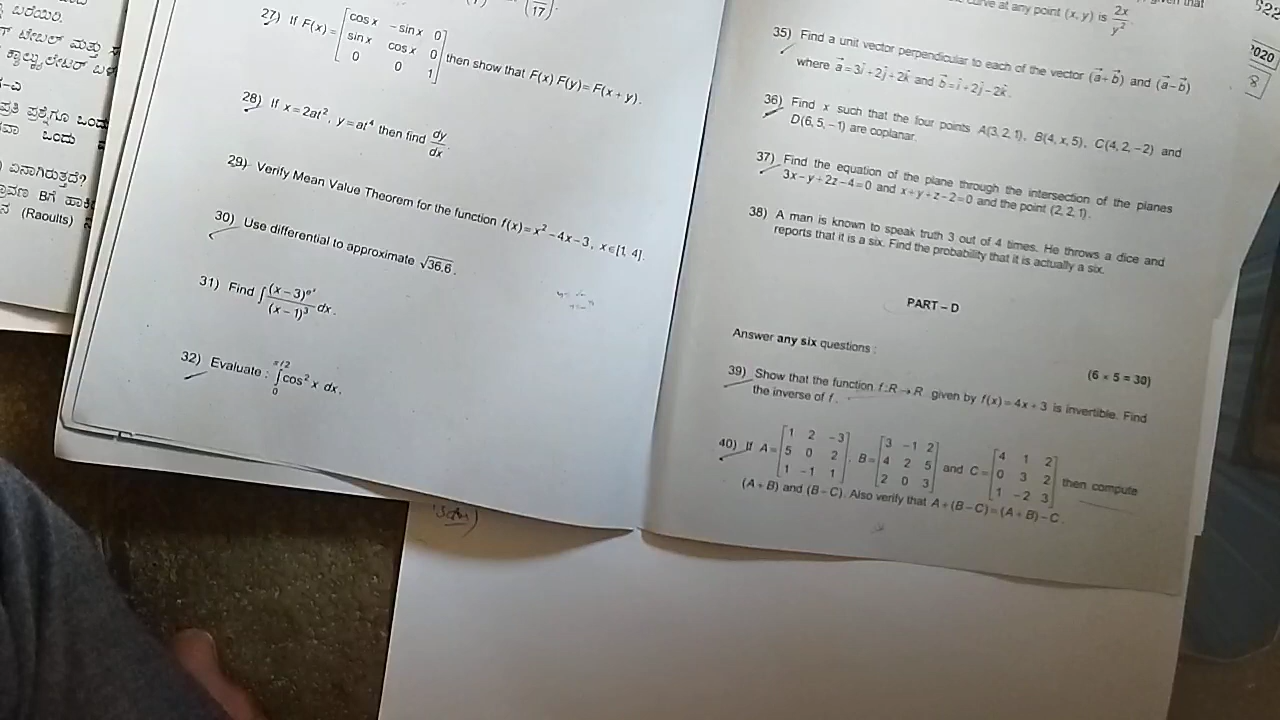 ಬರೆಯಿರಿ.
ಟೇಬಲ್ ಮತ್ತು
ಕ್ಯಾಲ್ಕ್ಯುಲೇಟರ್
ಪ್ರತಿ ಪ್ರಶ್ನೆಗೂ ಒಂದು
ಒಂದು
ಏನಾಗಿರುತ್ತದೆ?
(Raoults)
27) If F(x) = [cos x −sin x 0
sin x cos x 0
0 0 1] then show that F(x) F(y) = F(x + y).
28) If x = 2at², y = at⁴ then find dy/dx.
29) Verify Mean Value Theorem for the function f(x) = x² − 4x − 3, x ∈ [1, 4].
30) Use differential to approximate √36.6.
31) Find ∫ (x − 3)eˣ/(x − 1)³ dx.
32) Evaluate : ∫₀^(π/2) cos² x dx.
curve at any point (x, y) is 2x/y²
35) Find a unit vector perpendicular to each of the vector (a⃗ + b⃗) and (a⃗ − b⃗)
where a⃗ = 3î + 2ĵ + 2k̂ and b⃗ = î + 2ĵ − 2k̂.
36) Find x such that the four points A(3, 2, 1), B(4, x, 5), C(4, 2, −2) and
D(6, 5, −1) are coplanar.
37) Find the equation of the plane through the intersection of the planes
3x − y + 2z − 4 = 0 and x + y + z − 2 = 0 and the point (2, 2, 1).
38) A man is known to speak truth 3 out of 4 times. He throws a dice and
reports that it is a six. Find the probability that it is actually a six.
PART – D
Answer any six questions :
(6 × 5 = 30)
39) Show that the function f : R → R given by f(x) = 4x + 3 is invertible. Find
the inverse of f.
40) If A = [1 2 −3
5 0 2
1 −1 1], B = [3 −1 2
4 2 5
2 0 3] and C = [4 1 2
0 3 2
1 −2 3] then compute
(A + B) and (B − C). Also verify that A + (B − C) = (A + B) − C.
2020
8